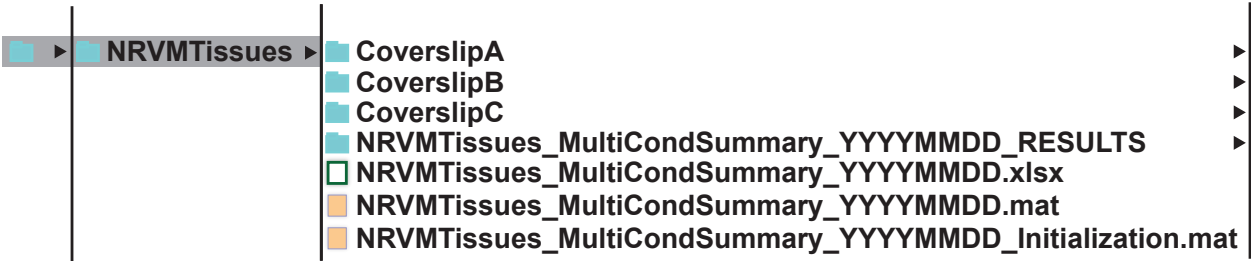 NRVMTissues
CoverslipA
CoverslipB
CoverslipC
NRVMTissues_MultiCondSummary_YYYYMMDD_RESULTS
NRVMTissues_MultiCondSummary_YYYYMMDD.xlsx
NRVMTissues_MultiCondSummary_YYYYMMDD.mat
NRVMTissues_MultiCondSummary_YYYYMMDD_Initialization.mat